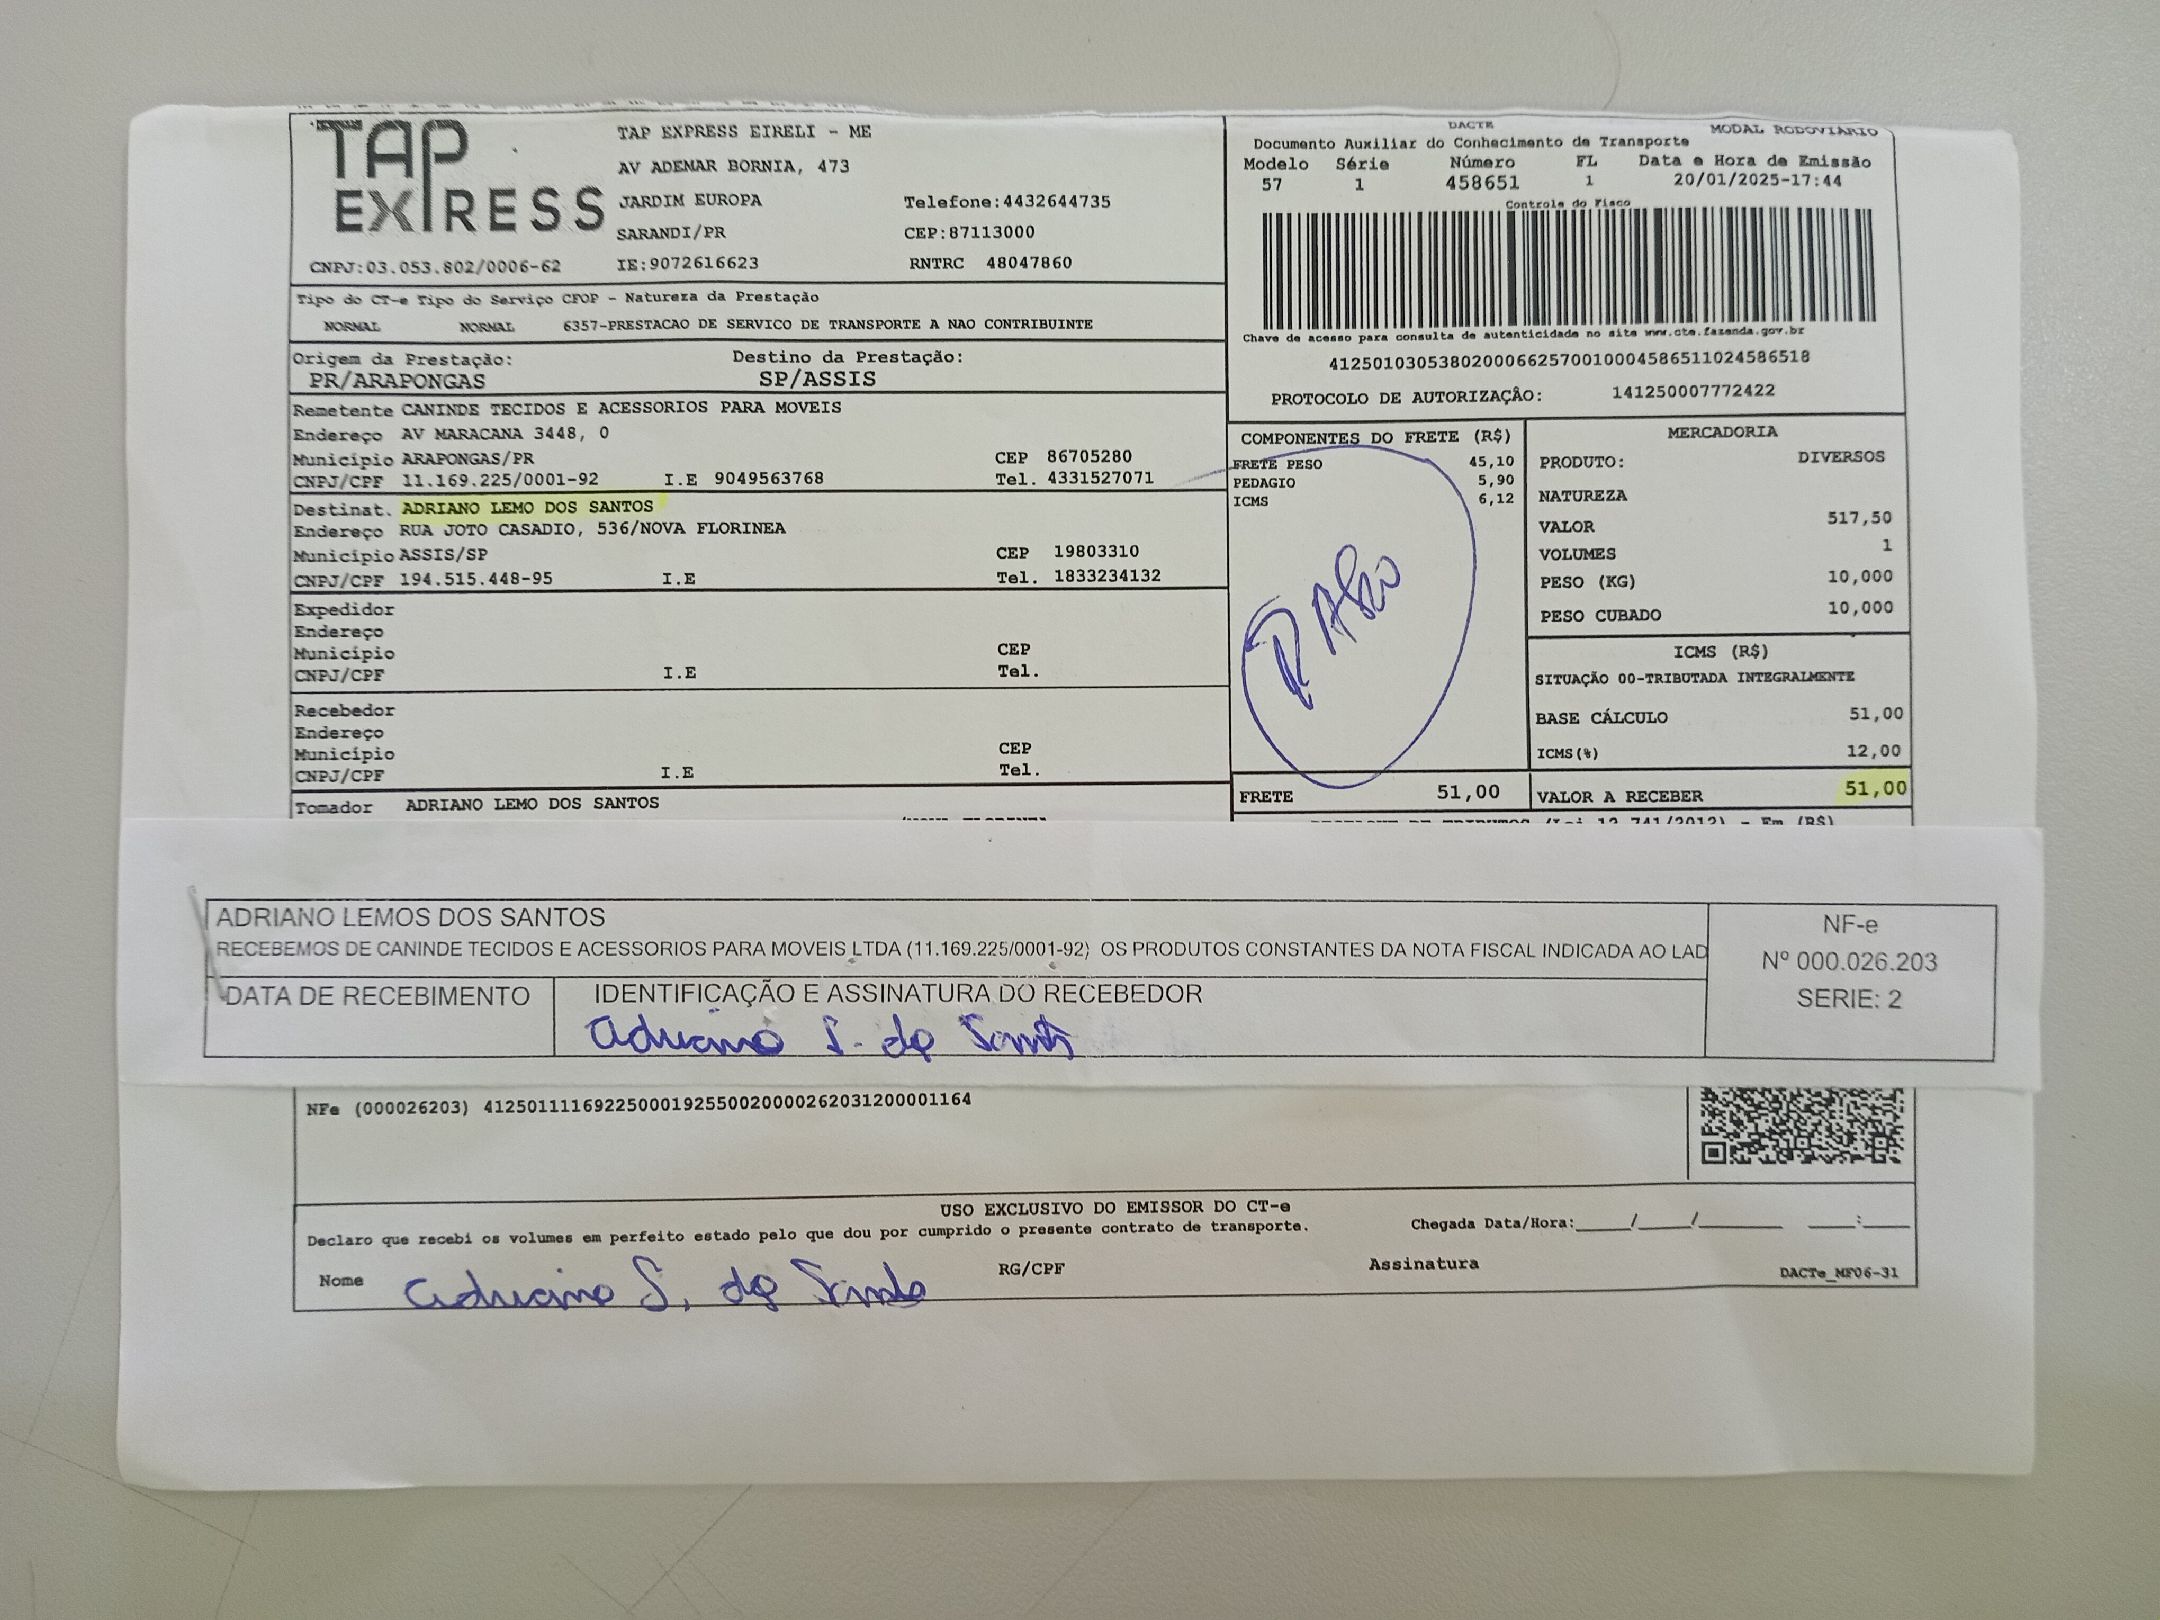 TAP
EXPRESS
TAP EXPRESS EIRELI - ME
AV ADEMAR BORNIA, 473
JARDIM EUROPA Telefone:4432644735
SARANDI/PR CEP:87113000
CNPJ:03.053.802/0006-62 IE:9072616623 RNTRC 48047860
DACTE
Documento Auxiliar do Conhecimento de Transporte MODAL RODOVIÁRIO
Modelo Série Número FL Data e Hora de Emissão
57 1 458651 1 20/01/2025-17:44
Controle do Fisco
Chave de acesso para consulta de autenticidade no site www.cte.fazenda.gov.br
41250103053802000662570010004586511024586518
PROTOCOLO DE AUTORIZAÇÂO: 141250007772422
Tipo do CT-e Tipo do Serviço CFOP - Natureza da Prestação
NORMAL NORMAL 6357-PRESTACAO DE SERVICO DE TRANSPORTE A NAO CONTRIBUINTE
Origem da Prestação: Destino da Prestação:
PR/ARAPONGAS SP/ASSIS
Remetente CANINDE TECIDOS E ACESSORIOS PARA MOVEIS
Endereço AV MARACANA 3448, 0
Município ARAPONGAS/PR CEP 86705280
CNPJ/CPF 11.169.225/0001-92 I.E 9049563768 Tel. 4331527071
Destinat. ADRIANO LEMO DOS SANTOS
Endereço RUA JOTO CASADIO, 536/NOVA FLORINEA
Município ASSIS/SP CEP 19803310
CNPJ/CPF 194.515.448-95 I.E Tel. 1833234132
Expedidor
Endereço
Município CEP
CNPJ/CPF I.E Tel.
Recebedor
Endereço
Município CEP
CNPJ/CPF I.E Tel.
Tomador ADRIANO LEMO DOS SANTOS
COMPONENTES DO FRETE (R$)
FRETE PESO 45,10
PEDAGIO 5,90
ICMS 6,12
FRETE 51,00
MERCADORIA
PRODUTO: DIVERSOS
NATUREZA
VALOR 517,50
VOLUMES 1
PESO (KG) 10,000
PESO CUBADO 10,000
ICMS (R$)
SITUAÇÃO 00-TRIBUTADA INTEGRALMENTE
BASE CÁLCULO 51,00
ICMS(%) 12,00
VALOR A RECEBER 51,00
ADRIANO LEMOS DOS SANTOS
RECEBEMOS DE CANINDE TECIDOS E ACESSORIOS PARA MOVEIS LTDA (11.169.225/0001-92) OS PRODUTOS CONSTANTES DA NOTA FISCAL INDICADA AO LAD
DATA DE RECEBIMENTO IDENTIFICAÇÃO E ASSINATURA DO RECEBEDOR
Adriano S. dos Santos
NF-e
Nº 000.026.203
SERIE: 2
NFe (000026203) 41250111169225000192550020000262031200001164
USO EXCLUSIVO DO EMISSOR DO CT-e
Declaro que recebi os volumes em perfeito estado pelo que dou por cumprido o presente contrato de transporte. Chegada Data/Hora:____/____/________ ____:____
Nome Adriano S. dos Santos RG/CPF Assinatura
DACTe_MF06-31